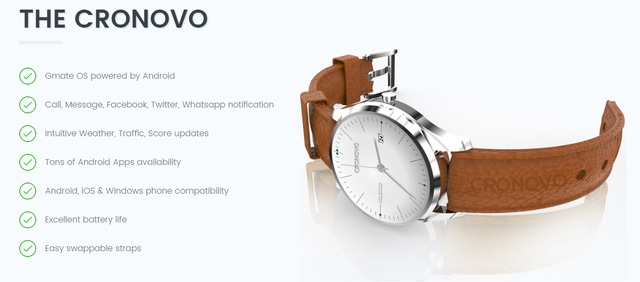 THE CRONOVO
Gmate OS powered by Android
Call, Message, Facebook, Twitter, Whatsapp notification
Intuitive Weather, Traffic, Score updates
Tons of Android Apps availability
Android, iOS & Windows phone compatibility
Excellent battery life
Easy swappable straps
CRONOVO
CRONOVO